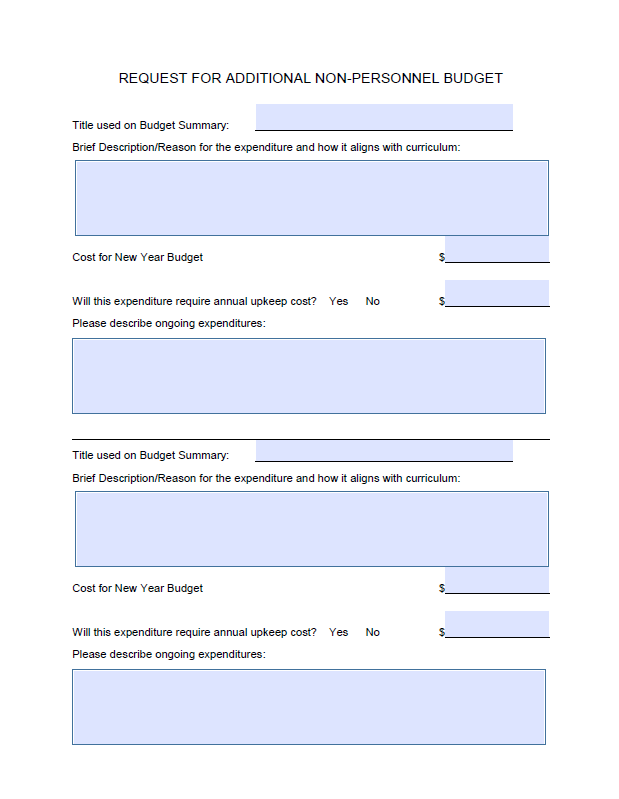 REQUEST FOR ADDITIONAL NON-PERSONNEL BUDGET
Title used on Budget Summary:
Brief Description/Reason for the expenditure and how it aligns with curriculum:
Cost for New Year Budget $
Will this expenditure require annual upkeep cost? Yes No $
Please describe ongoing expenditures:
Title used on Budget Summary:
Brief Description/Reason for the expenditure and how it aligns with curriculum:
Cost for New Year Budget $
Will this expenditure require annual upkeep cost? Yes No $
Please describe ongoing expenditures: